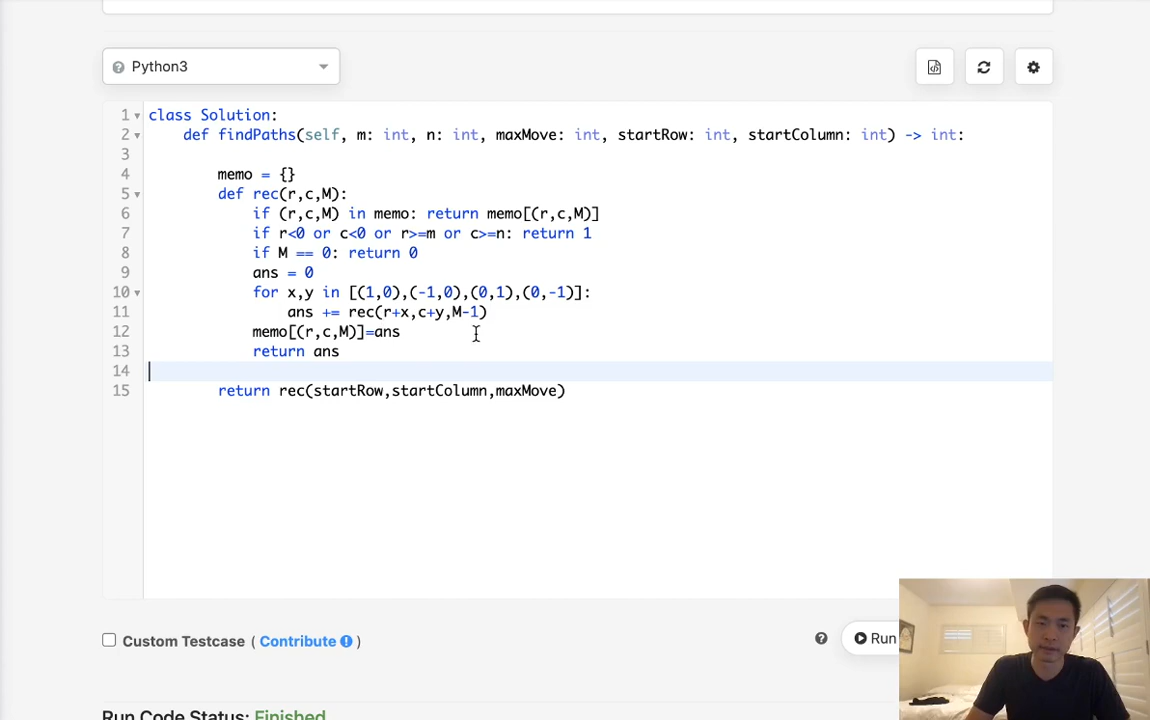 Python3
1 class Solution:
2 def findPaths(self, m: int, n: int, maxMove: int, startRow: int, startColumn: int) -> int:
3
4 memo = {}
5 def rec(r,c,M):
6 if (r,c,M) in memo: return memo[(r,c,M)]
7 if r<0 or c<0 or r>=m or c>=n: return 1
8 if M == 0: return 0
9 ans = 0
10 for x,y in [(1,0),(-1,0),(0,1),(0,-1)]:
11 ans += rec(r+x,c+y,M-1)
12 memo[(r,c,M)]=ans
13 return ans
14
15 return rec(startRow,startColumn,maxMove)
Custom Testcase ( Contribute )
Run
Run Code Status: Finished